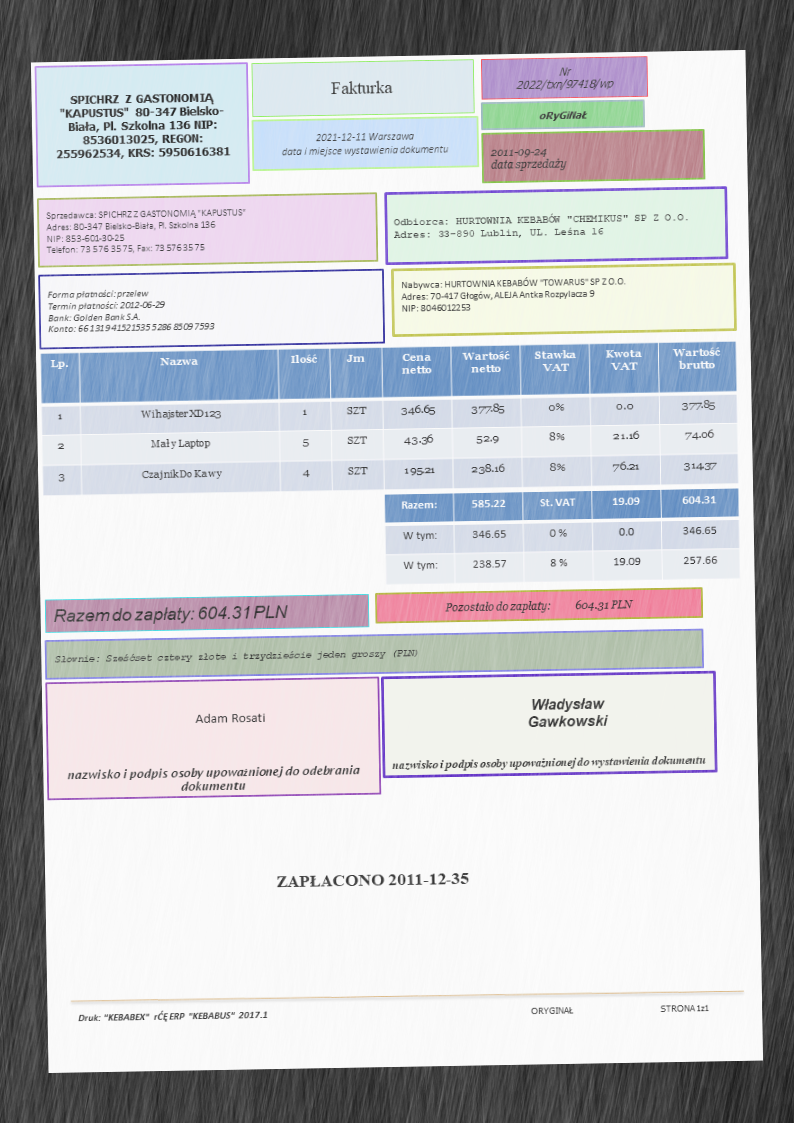 SPICHRZ Z GASTONOMIĄ
"KAPUSTUS" 80-347 Bielsko-
Biała, Pl. Szkolna 136 NIP:
8536013025, REGON:
255962534, KRS: 5950616381
Fakturka
2021-12-11 Warszawa
data i miejsce wystawienia dokumentu
Nr
2022/txn/97418/wp
oRyGiNaŁ
2011-09-24
data sprzedaży
Sprzedawca: SPICHRZ Z GASTONOMIĄ "KAPUSTUS"
Adres: 80-347 Bielsko-Biała, Pl. Szkolna 136
NIP: 853-601-30-25
Telefon: 73 576 35 75, Fax: 73 576 35 75
Odbiorca: HURTOWNIA KEBABÓW "CHEMIKUS" SP Z O.O.
Adres: 33-890 Lublin, UL. Leśna 16
Forma płatności: przelew
Termin płatności: 2012-06-29
Bank: Golden Bank S.A.
Konto: 66 1319 4152 1535 5286 8509 7593
Nabywca: HURTOWNIA KEBABÓW "TOWARUS" SP Z O.O.
Adres: 70-417 Głogów, ALEJA Antka Rozpylacza 9
NIP: 8046012253
Lp. Nazwa Ilość Jm Cena netto Wartość netto Stawka VAT Kwota VAT Wartość brutto
1 Wihajster XD123 1 SZT 346.65 377.85 0% 0.0 377.85
2 Mały Laptop 5 SZT 43.36 52.9 8% 21.16 74.06
3 Czajnik Do Kawy 4 SZT 195.21 238.16 8% 76.21 314.37
Razem: 585.22 St. VAT 19.09 604.31
W tym: 346.65 0 % 0.0 346.65
W tym: 238.57 8 % 19.09 257.66
Razem do zapłaty: 604.31 PLN
Pozostało do zapłaty: 604.31 PLN
Słownie: Sześćset cztery złote i trzydzieście jeden groszy (PLN)
Adam Rosati
nazwisko i podpis osoby upoważnionej do odebrania
dokumentu
Władysław
Gawkowski
nazwisko i podpis osoby upoważnionej do wystawienia dokumentu
ZAPŁACONO 2011-12-35
Druk: "KEBABEX" rĆĘ ERP "KEBABUS" 2017.1
ORYGINAŁ
STRONA 1z1